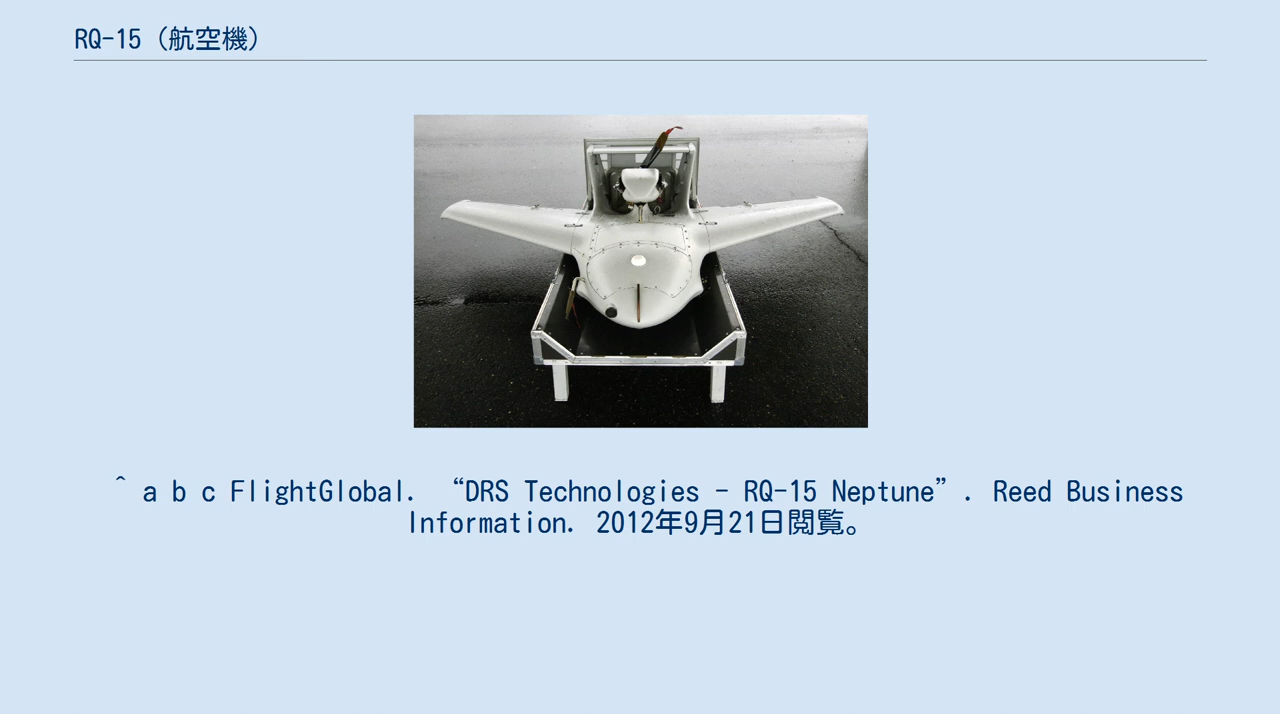 RQ-15（航空機）
^ a b c FlightGlobal. “DRS Technologies - RQ-15 Neptune”. Reed Business
Information. 2012年9月21日閲覧。